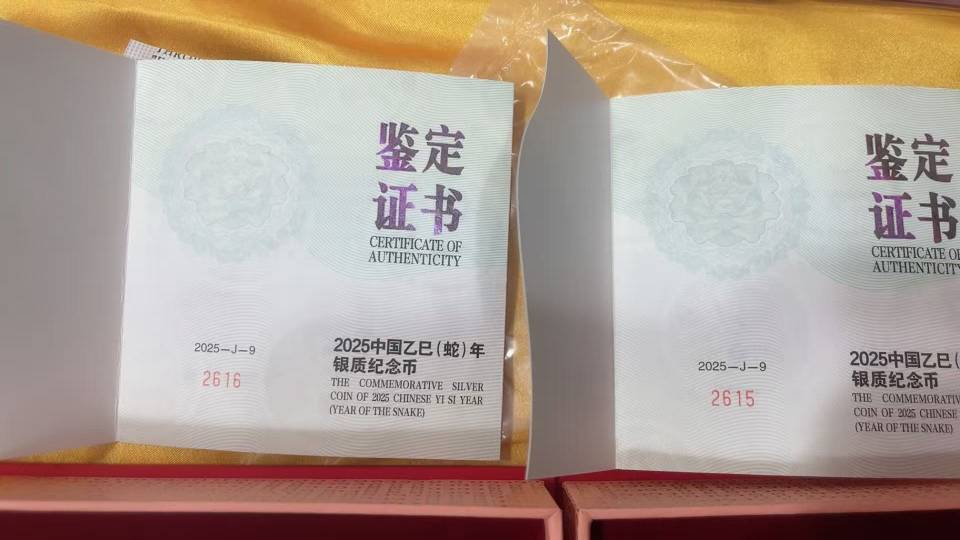 鉴定
证书
CERTIFICATE OF
AUTHENTICITY
2025—J—9
2616
2025中国乙巳(蛇)年
银质纪念币
THE COMMEMORATIVE SILVER
COIN OF 2025 CHINESE YI SI YEAR
(YEAR OF THE SNAKE)
鉴定
证书
CERTIFICATE
AUTHENTICITY
2025—J—9
2615
2025中国乙巳(
银质纪念币
THE COMMEMORATIVE
COIN OF 2025 CHINESE
(YEAR OF THE SNAKE)